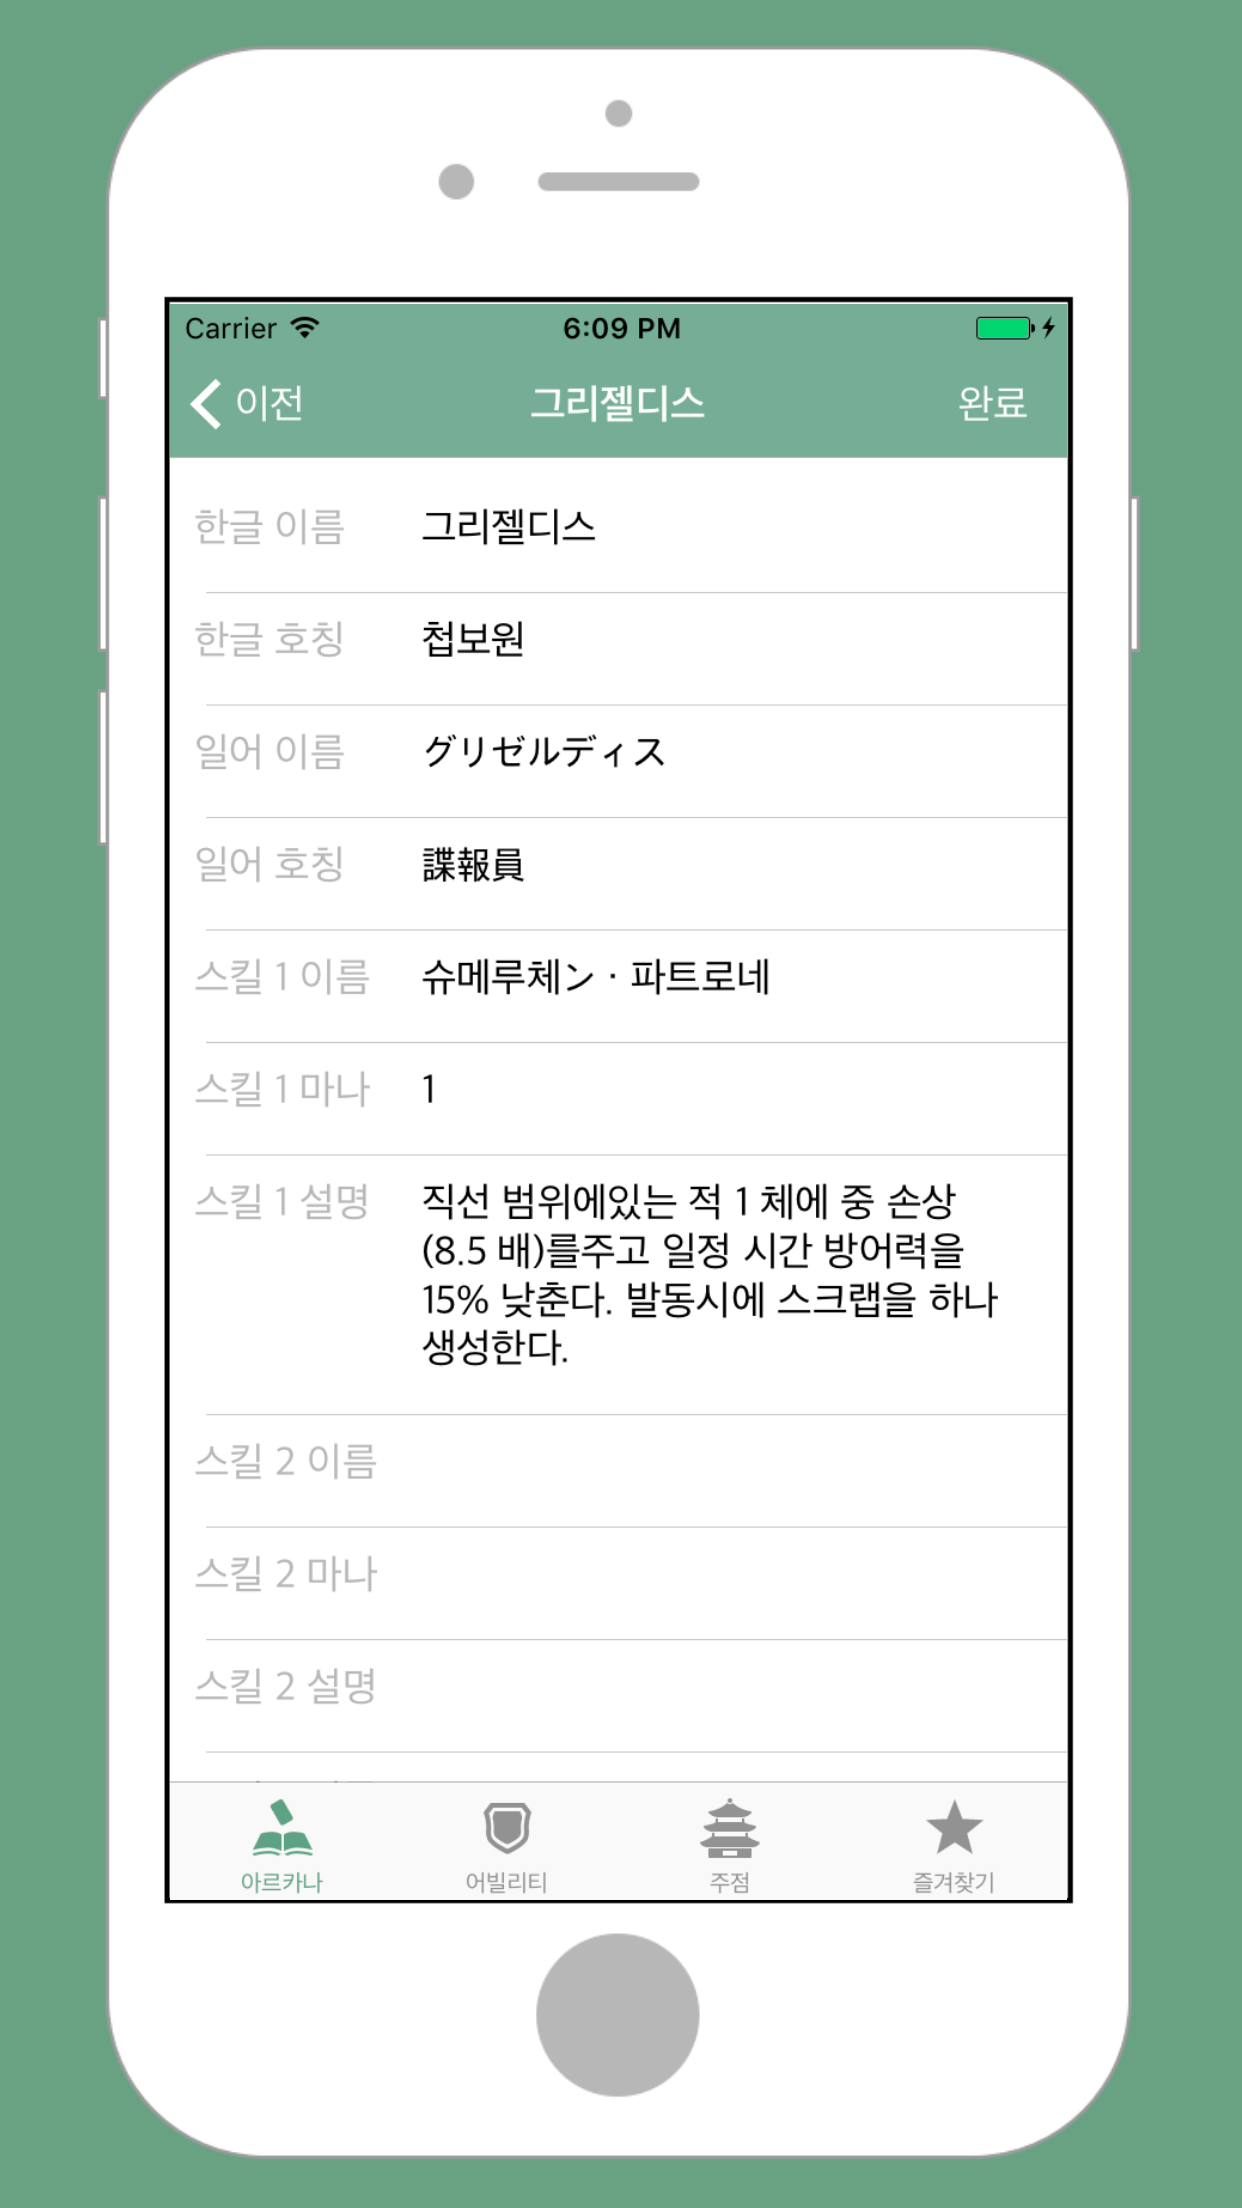 Carrier 6:09 PM
이전 그리젤디스 완료
한글 이름 그리젤디스
한글 호칭 첩보원
일어 이름 グリゼルディス
일어 호칭 諜報員
스킬 1 이름 슈메루체ン · 파트로네
스킬 1 마나 1
스킬 1 설명 직선 범위에있는 적 1 체에 중 손상
(8.5 배)를주고 일정 시간 방어력을
15% 낮춘다. 발동시에 스크랩을 하나
생성한다.
스킬 2 이름
스킬 2 마나
스킬 2 설명
아르카나 어빌리티 주점 즐겨찾기